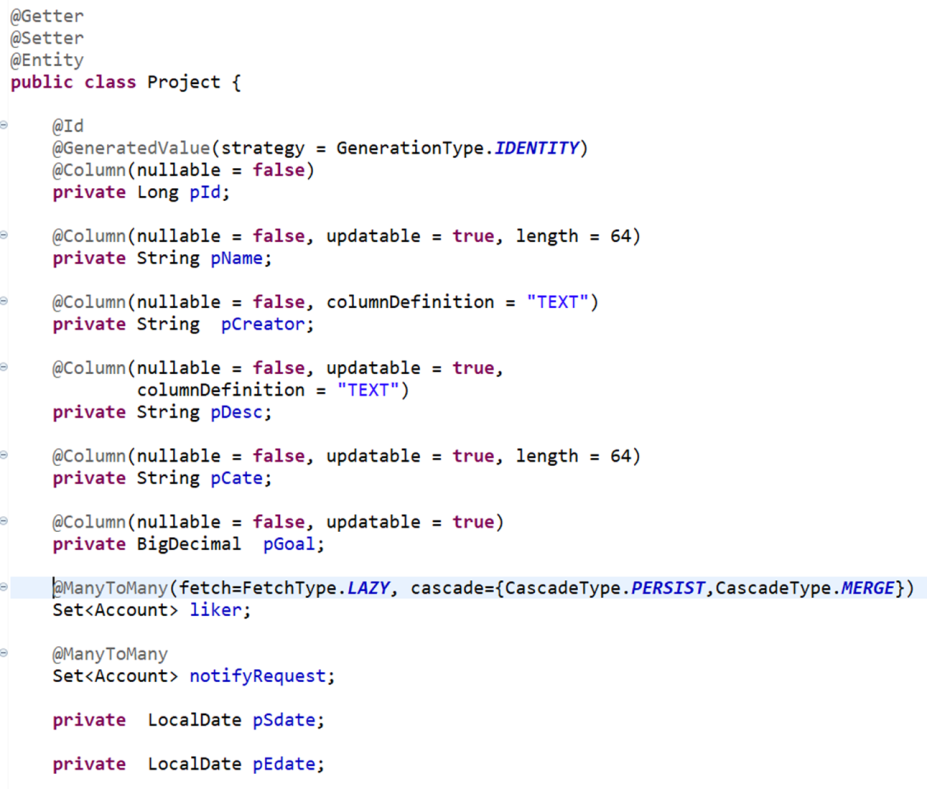 @Getter
@Setter
@Entity
public class Project {
@Id
@GeneratedValue(strategy = GenerationType.IDENTITY)
@Column(nullable = false)
private Long pId;
@Column(nullable = false, updatable = true, length = 64)
private String pName;
@Column(nullable = false, columnDefinition = "TEXT")
private String  pCreator;
@Column(nullable = false, updatable = true,
columnDefinition = "TEXT")
private String pDesc;
@Column(nullable = false, updatable = true, length = 64)
private String pCate;
@Column(nullable = false, updatable = true)
private BigDecimal  pGoal;
@ManyToMany(fetch=FetchType.LAZY, cascade={CascadeType.PERSIST,CascadeType.MERGE})
Set<Account> liker;
@ManyToMany
Set<Account> notifyRequest;
private  LocalDate pSdate;
private  LocalDate pEdate;